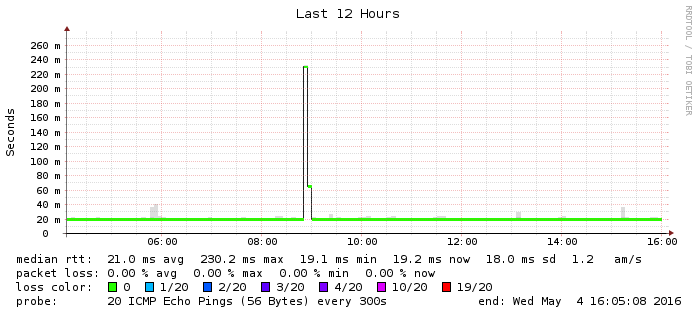 Last 12 Hours
RRDTOOL / TOBI OETIKER
Seconds
260 m
240 m
220 m
200 m
180 m
160 m
140 m
120 m
100 m
80 m
60 m
40 m
20 m
0
06:00 08:00 10:00 12:00 14:00 16:00
median rtt: 21.0 ms avg 230.2 ms max 19.1 ms min 19.2 ms now 18.0 ms sd 1.2 am/s
packet loss: 0.00 % avg 0.00 % max 0.00 % min 0.00 % now
loss color: 0 1/20 2/20 3/20 4/20 10/20 19/20
probe: 20 ICMP Echo Pings (56 Bytes) every 300s end: Wed May 4 16:05:08 2016